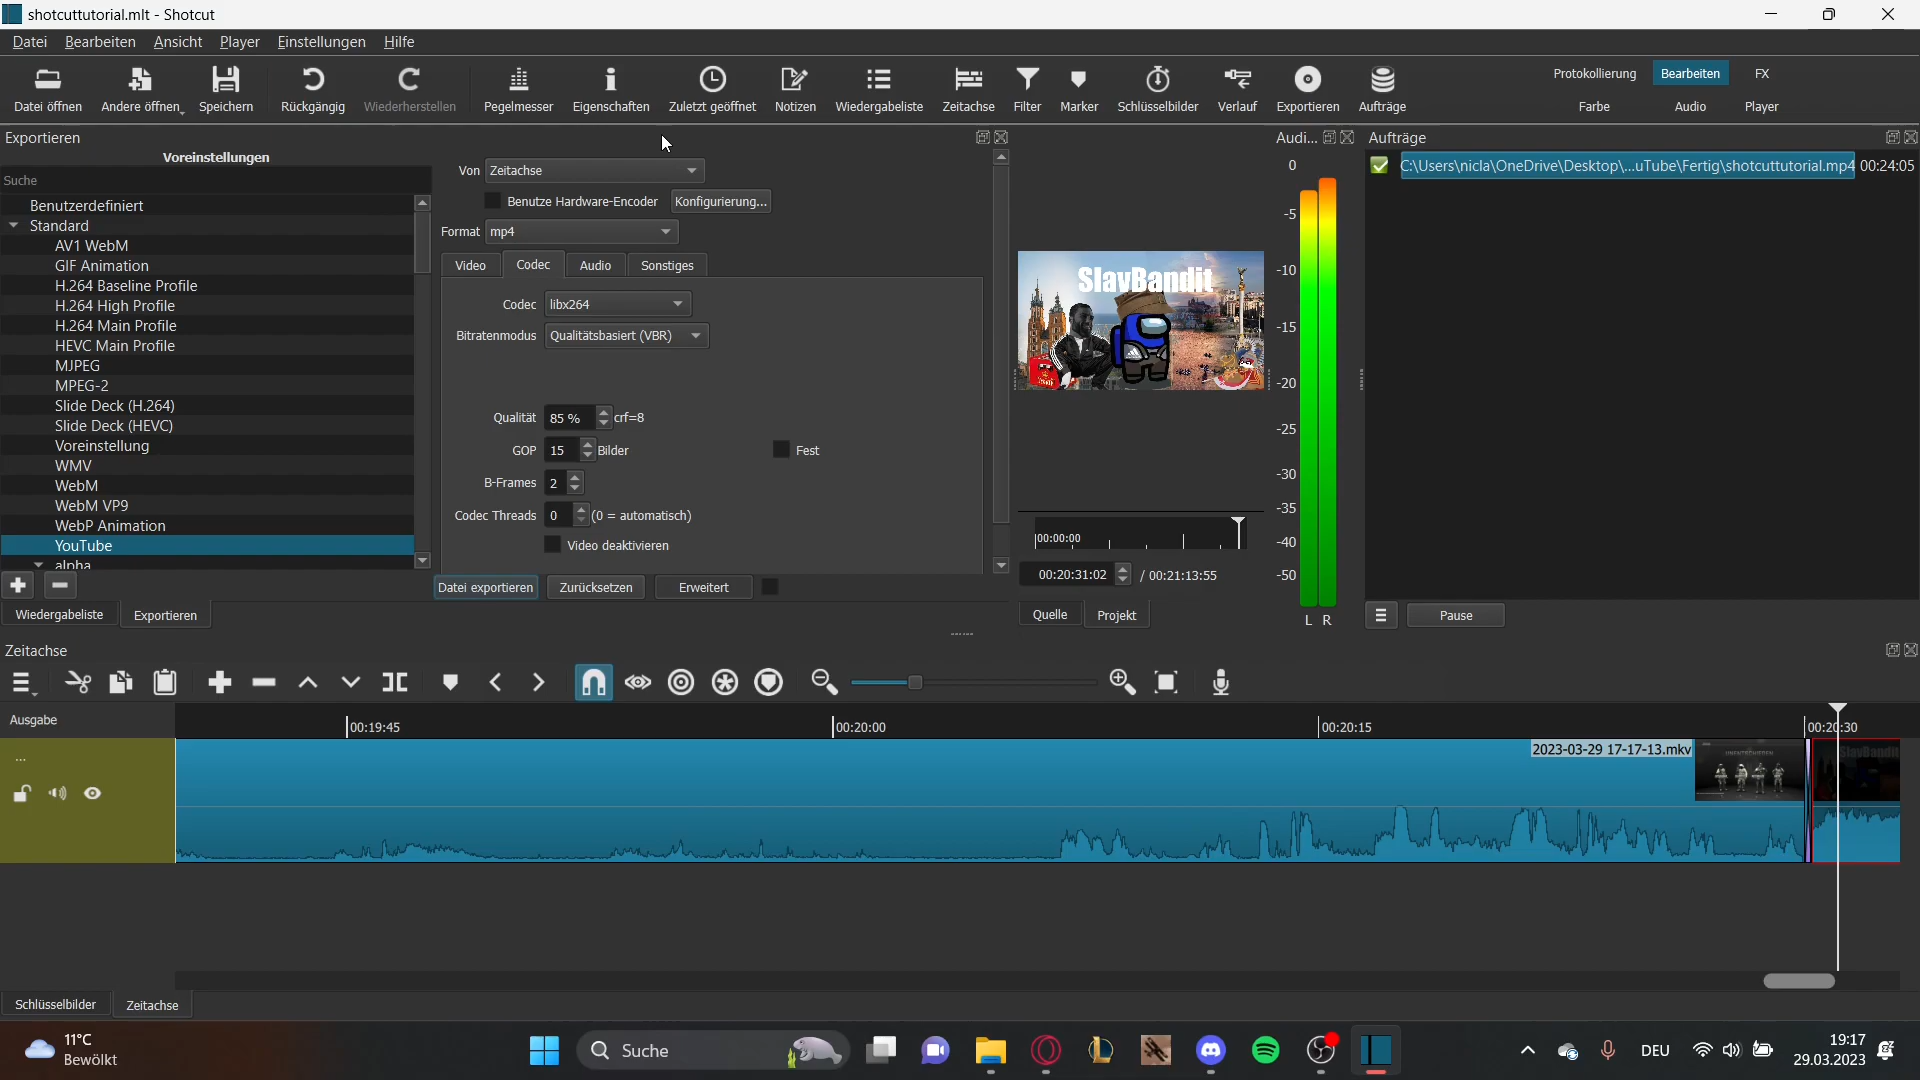 shotcuttutorial.mlt - Shotcut
Datei Bearbeiten Ansicht Player Einstellungen Hilfe
Datei öffnen Andere öffnen Speichern Rückgängig Wiederherstellen Pegelmesser Eigenschaften Zuletzt geöffnet Notizen Wiedergabeliste Zeitachse Filter Marker Schlüsselbilder Verlauf Exportieren Aufträge
Protokollierung Bearbeiten FX
Farbe Audio Player
Exportieren
Voreinstellungen
Suche
Benutzerdefiniert
Standard
AV1 WebM
GIF Animation
H.264 Baseline Profile
H.264 High Profile
H.264 Main Profile
HEVC Main Profile
MJPEG
MPEG-2
Slide Deck (H.264)
Slide Deck (HEVC)
Voreinstellung
WMV
WebM
WebM VP9
WebP Animation
YouTube
alpha
Wiedergabeliste Exportieren
Von Zeitachse
Benutze Hardware-Encoder Konfigurierung...
Format mp4
Video Codec Audio Sonstiges
Codec libx264
Bitratenmodus Qualitätsbasiert (VBR)
Qualität 85 % crf=8
GOP 15 Bilder Fest
B-Frames 2
Codec Threads 0 (0 = automatisch)
Video deaktivieren
Datei exportieren Zurücksetzen Erweitert
SlavBandit
00:00:00
00:20:31:02 / 00:21:13:55
Quelle Projekt
Audi...
0
-5
-10
-15
-20
-25
-30
-35
-40
-50
L R
Aufträge
C:\Users\nicla\OneDrive\Desktop\...uTube\Fertig\shotcuttutorial.mp4 00:24:05
Pause
Zeitachse
Ausgabe
00:19:45 00:20:00 00:20:15 00:20:30
...
2023-03-29 17-17-13.mkv
SlavBandit
Schlüsselbilder Zeitachse
11°C
Bewölkt
Suche
DEU
19:17
29.03.2023